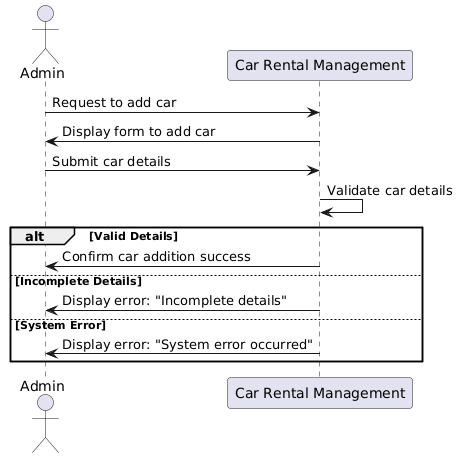 Admin
Car Rental Management
Request to add car
Display form to add car
Submit car details
Validate car details
alt [Valid Details]
Confirm car addition success
[Incomplete Details]
Display error: "Incomplete details"
[System Error]
Display error: "System error occurred"
Admin
Car Rental Management